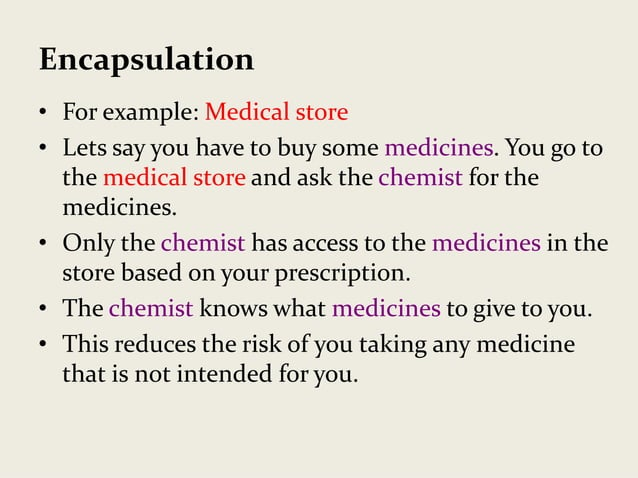 Encapsulation
• For example: Medical store
• Lets say you have to buy some medicines. You go to
the medical store and ask the chemist for the
medicines.
• Only the chemist has access to the medicines in the
store based on your prescription.
• The chemist knows what medicines to give to you.
• This reduces the risk of you taking any medicine
that is not intended for you.